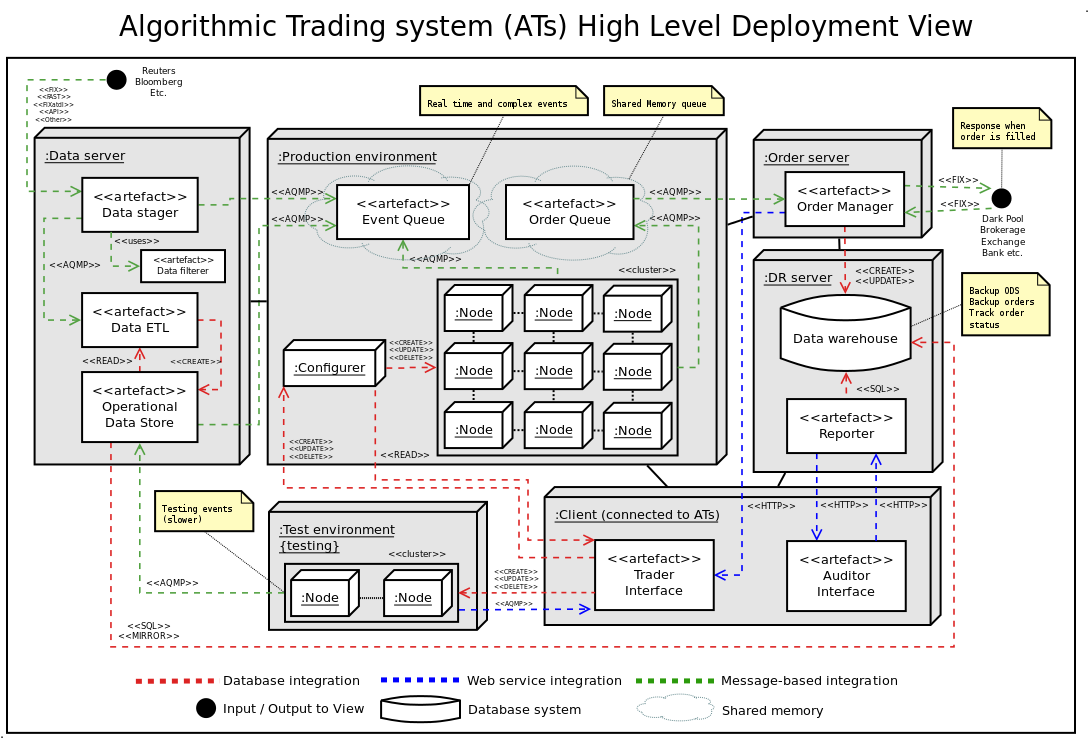 Algorithmic Trading system (ATs) High Level Deployment View
Reuters
Bloomberg
Etc.
<<FIX>>
<<FAST>>
<<FIXatdl>>
<<API>>
<<Other>>
:Data server
<<artefact>>
Data stager
<<uses>>
<<artefact>>
Data filterer
<<AQMP>>
<<artefact>>
Data ETL
<<READ>>
<<CREATE>>
<<artefact>>
Operational
Data Store
Real time and complex events
Shared Memory queue
:Production environment
<<AQMP>>
<<AQMP>>
<<artefact>>
Event Queue
<<artefact>>
Order Queue
<<AQMP>>
<<AQMP>>
<<AQMP>>
<<cluster>>
:Node
:Node
:Node
:Node
:Node
:Node
:Node
:Node
:Node
:Configurer
<<CREATE>>
<<UPDATE>>
<<DELETE>>
<<CREATE>>
<<UPDATE>>
<<DELETE>>
<<READ>>
:Order server
<<artefact>>
Order Manager
Response when
order is filled
<<FIX>>
<<FIX>>
Dark Pool
Brokerage
Exchange
Bank etc.
<<CREATE>>
<<UPDATE>>
:DR server
Data warehouse
Backup ODS
Backup orders
Track order
status
<<SQL>>
<<artefact>>
Reporter
Testing events
(slower)
:Test environment
{testing}
<<cluster>>
:Node
:Node
<<AQMP>>
<<SQL>>
<<MIRROR>>
<<CREATE>>
<<UPDATE>>
<<DELETE>>
<<AQMP>>
:Client (connected to ATs)
<<HTTP>>
<<HTTP>>
<<HTTP>>
<<artefact>>
Trader
Interface
<<artefact>>
Auditor
Interface
Database integration
Web service integration
Message-based integration
Input / Output to View
Database system
Shared memory